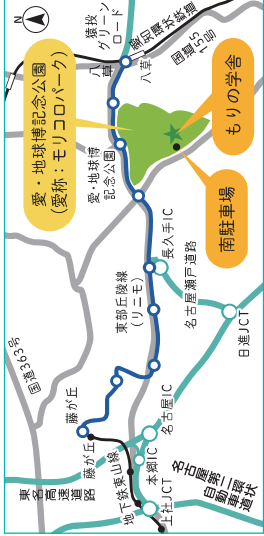 N
猿投
グリーン
ロード
愛知環状鉄道
国道155号
八草
八草
愛・地球博記念公園
(愛称:モリコロパーク)
もりの学舎
南駐車場
愛・地球博
記念公園
長久手IC
名古屋瀬戸道路
東部丘陵線
(リニモ)
日進JCT
国道363号
藤が丘
藤が丘
名古屋IC
本郷IC
地下鉄東山線
上社JCT
東名高速道路
名古屋第二環状
自動車道